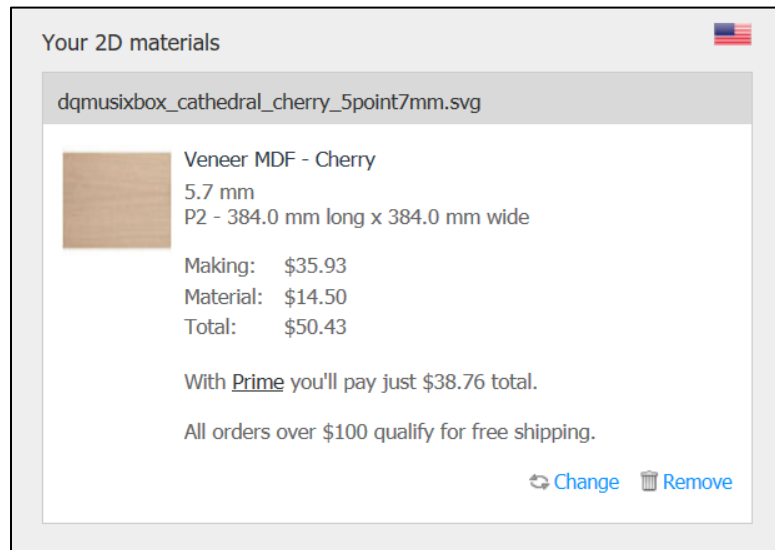 Your 2D materials
dqmusixbox_cathedral_cherry_5point7mm.svg
Veneer MDF - Cherry
5.7 mm
P2 - 384.0 mm long x 384.0 mm wide
Making: $35.93
Material: $14.50
Total: $50.43
With Prime you'll pay just $38.76 total.
All orders over $100 qualify for free shipping.
Change Remove